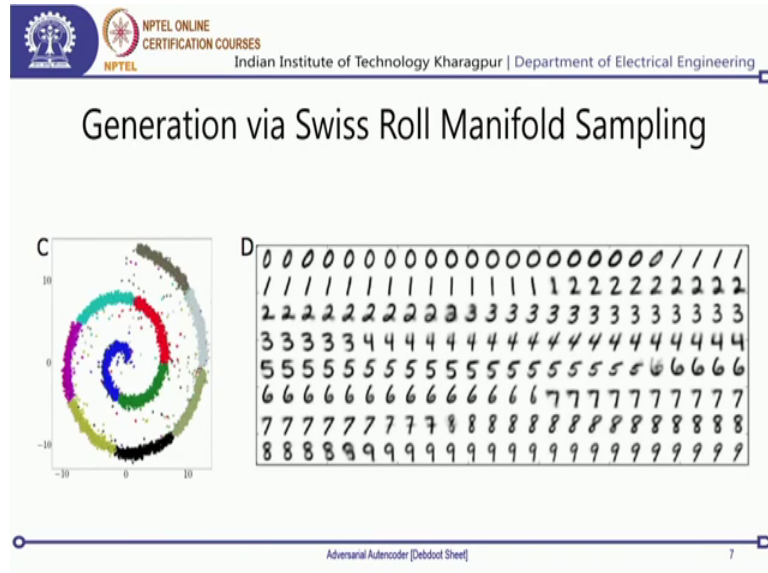 NPTEL ONLINE
CERTIFICATION COURSES
NPTEL
Indian Institute of Technology Kharagpur | Department of Electrical Engineering
Generation via Swiss Roll Manifold Sampling
C
10
0
−10
−10 0 10
D
0 0 0 0 0 0 0 0 0 0 0 0 0 0 0 0 0 0 0 0 1 1 1 1
1 1 1 1 1 1 1 1 1 1 1 1 1 1 1 2 2 2 2 2 2 2 2 2
2 2 2 2 2 2 2 2 2 3 3 3 3 3 3 3 3 3 3 3 3 3 3
3 3 3 3 3 4 4 4 4 4 4 4 4 4 4 4 4 4 4 4 4 4 4 4
5 5 5 5 5 5 5 5 5 5 5 5 5 5 5 5 5 5 5 6 6 6 6
6 6 6 6 6 6 6 6 6 6 6 6 6 6 7 7 7 7 7 7 7 7 7 7
7 7 7 7 7 7 7 7 7 8 8 8 8 8 8 8 8 8 8 8 8 8 8 8
8 8 8 8 9 9 9 9 9 9 9 9 9 9 9 9 9 9 9 9 9 9 9
Adversarial Autencoder [Debdoot Sheet]
7